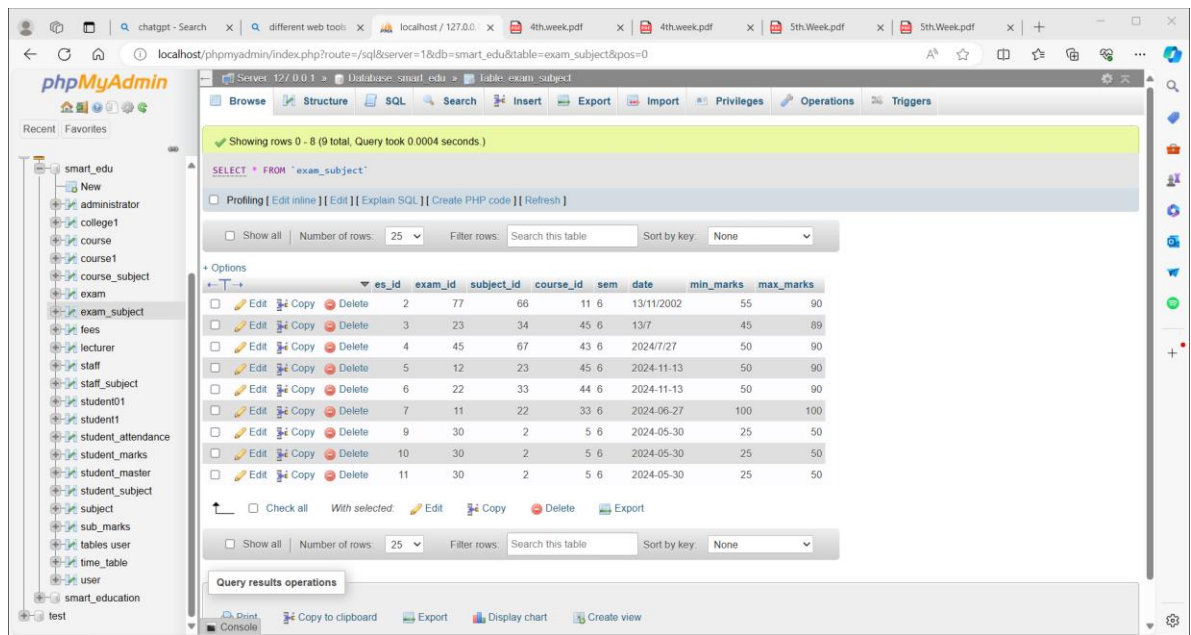 chatgpt - Search different web tools localhost / 127.0.0. 4th.week.pdf 4th.week.pdf 5th.Week.pdf 5th.Week.pdf
localhost/phpmyadmin/index.php?route=/sql&server=1&db=smart_edu&table=exam_subject&pos=0
phpMyAdmin
Recent Favorites
smart_edu
New
administrator
college1
course
course1
course_subject
exam
exam_subject
fees
lecturer
staff
staff_subject
student01
student1
student_attendance
student_marks
student_master
student_subject
subject
sub_marks
tables user
time_table
user
smart_education
test
Server: 127.0.0.1 » Database: smart_edu » Table: exam_subject
Browse Structure SQL Search Insert Export Import Privileges Operations Triggers
Showing rows 0 - 8 (9 total, Query took 0.0004 seconds.)
SELECT * FROM `exam_subject`
Profiling [ Edit inline ] [ Edit ] [ Explain SQL ] [ Create PHP code ] [ Refresh ]
Show all Number of rows: 25 Filter rows: Search this table Sort by key: None
+ Options
es_id exam_id subject_id course_id sem date min_marks max_marks
Edit Copy Delete 2 77 66 11 6 13/11/2002 55 90
Edit Copy Delete 3 23 34 45 6 13/7 45 89
Edit Copy Delete 4 45 67 43 6 2024/7/27 50 90
Edit Copy Delete 5 12 23 45 6 2024-11-13 50 90
Edit Copy Delete 6 22 33 44 6 2024-11-13 50 90
Edit Copy Delete 7 11 22 33 6 2024-06-27 100 100
Edit Copy Delete 9 30 2 5 6 2024-05-30 25 50
Edit Copy Delete 10 30 2 5 6 2024-05-30 25 50
Edit Copy Delete 11 30 2 5 6 2024-05-30 25 50
Check all With selected: Edit Copy Delete Export
Show all Number of rows: 25 Filter rows: Search this table Sort by key: None
Query results operations
Print Copy to clipboard Export Display chart Create view
Console